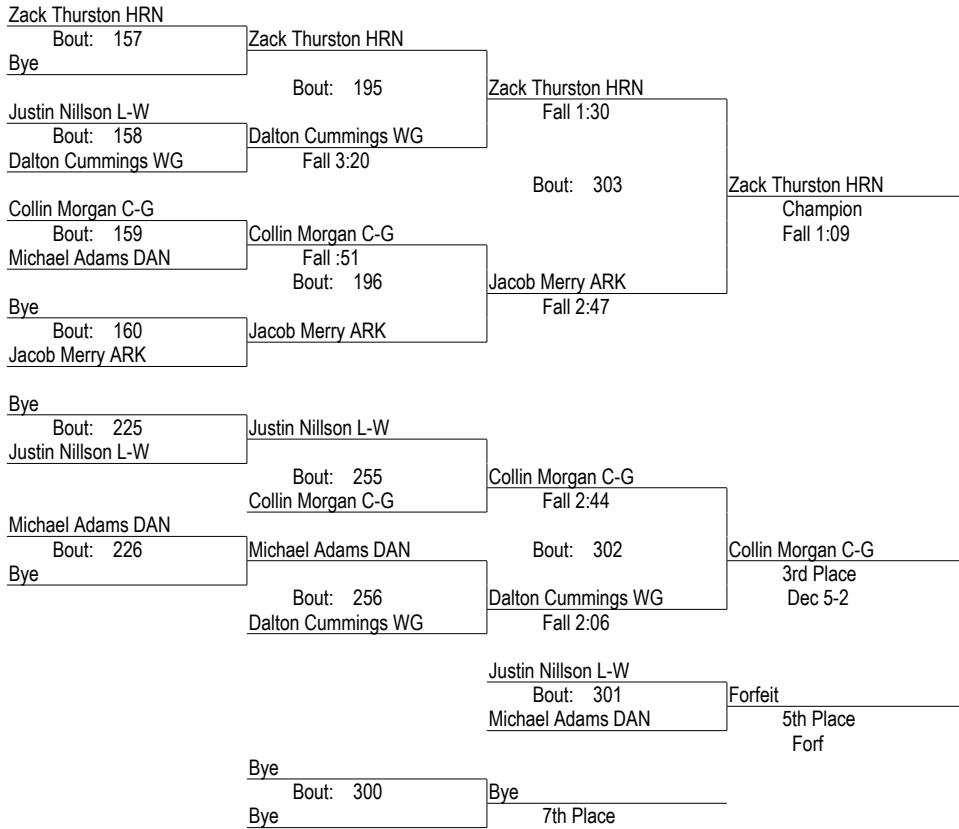 Zack Thurston HRN
Bout: 157
Zack Thurston HRN
Bye
Bout: 195
Zack Thurston HRN
Fall 1:30
Justin Nillson L-W
Bout: 158
Dalton Cummings WG
Dalton Cummings WG
Fall 3:20
Bout: 303
Zack Thurston HRN
Champion
Fall 1:09
Collin Morgan C-G
Bout: 159
Collin Morgan C-G
Michael Adams DAN
Fall :51
Bout: 196
Jacob Merry ARK
Fall 2:47
Bye
Bout: 160
Jacob Merry ARK
Jacob Merry ARK
Bye
Bout: 225
Justin Nillson L-W
Justin Nillson L-W
Bout: 255
Collin Morgan C-G
Collin Morgan C-G
Fall 2:44
Michael Adams DAN
Bout: 226
Michael Adams DAN
Bout: 302
Collin Morgan C-G
Bye
3rd Place
Bout: 256
Dalton Cummings WG
Dec 5-2
Dalton Cummings WG
Fall 2:06
Justin Nillson L-W
Bout: 301
Forfeit
Michael Adams DAN
5th Place
Forf
Bye
Bout: 300
Bye
Bye
7th Place